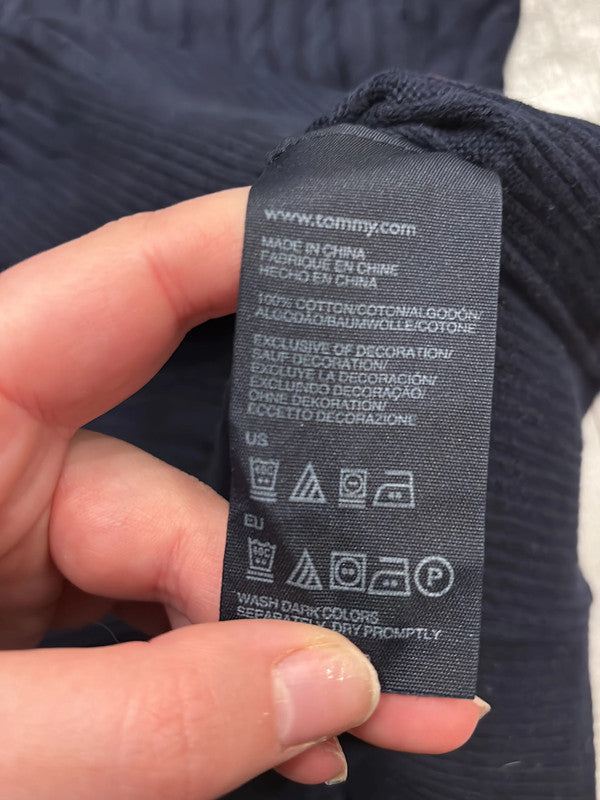 www.tommy.com
MADE IN CHINA
FABRIQUE EN CHINE
HECHO EN CHINA
100% COTTON/COTON/ALGODÓN/
ALGODÃO/BAUMWOLLE/COTONE
EXCLUSIVE OF DECORATION/
SAUF DECORATION/
EXCLUYE LA DECORACIÓN/
EXCLUINDO DECORAÇÃO/
OHNE DEKORATION/
ECCETTO DECORAZIONE
US
EU
P
WASH DARK COLORS
SEPARATELY. DRY PROMPTLY